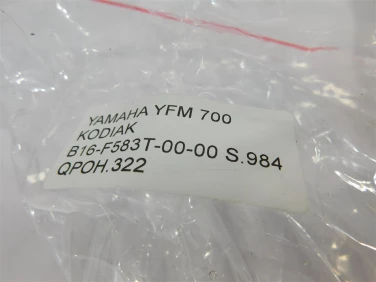 YAMAHA YFM 700
KODIAK
B16-F583T-00-00 S.984
QPOH.322